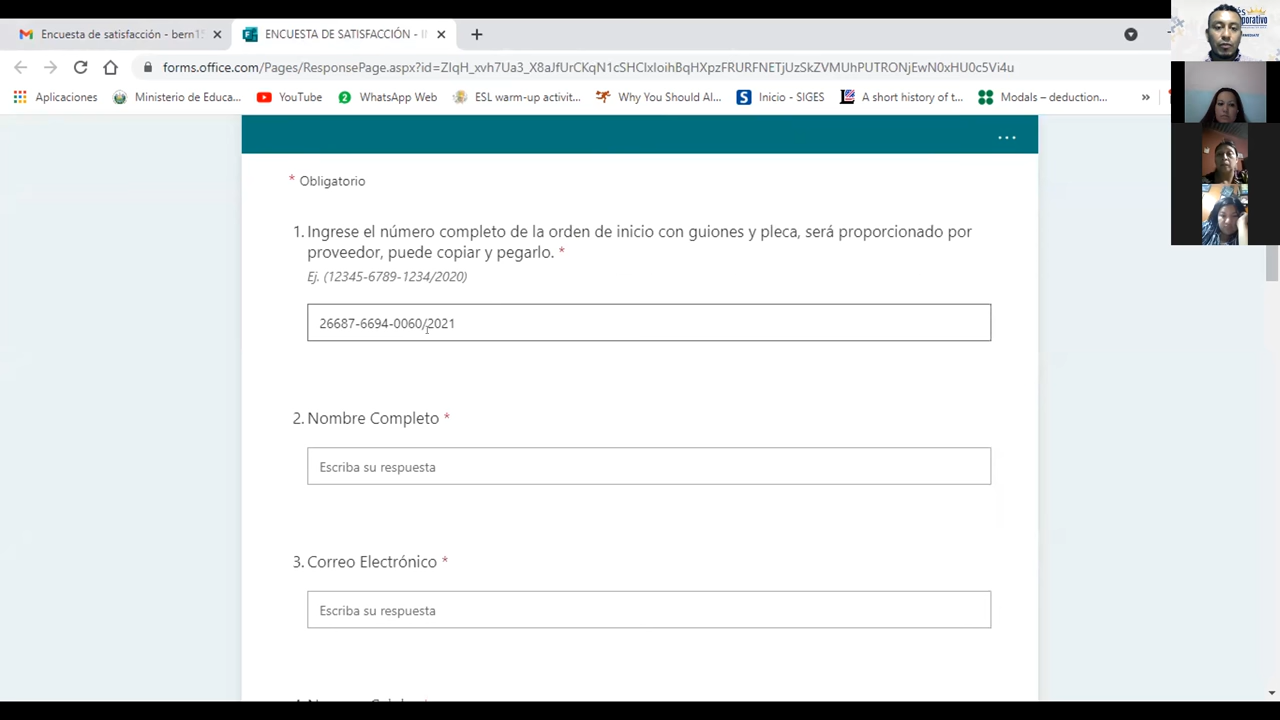 Encuesta de satisfacción - bern1
ENCUESTA DE SATISFACCIÓN - I
forms.office.com/Pages/ResponsePage.aspx?id=ZIqH_xvh7Ua3_X8fUrCKqN1cSHCIxIoihBqHXpzFRURFNETjUzSkZVMUhPUTRONjEwN0xHU0c5Vi4u
Aplicaciones
Ministerio de Educa...
YouTube
WhatsApp Web
ESL warm-up activit...
Why You Should Al...
Inicio - SIGES
A short history of t...
Modals – deduction...
»
* Obligatorio
1. Ingrese el número completo de la orden de inicio con guiones y pleca, será proporcionado por
proveedor, puede copiar y pegarlo. *
Ej. (12345-6789-1234/2020)
26687-6694-0060/2021
2. Nombre Completo *
Escriba su respuesta
3. Correo Electrónico *
Escriba su respuesta